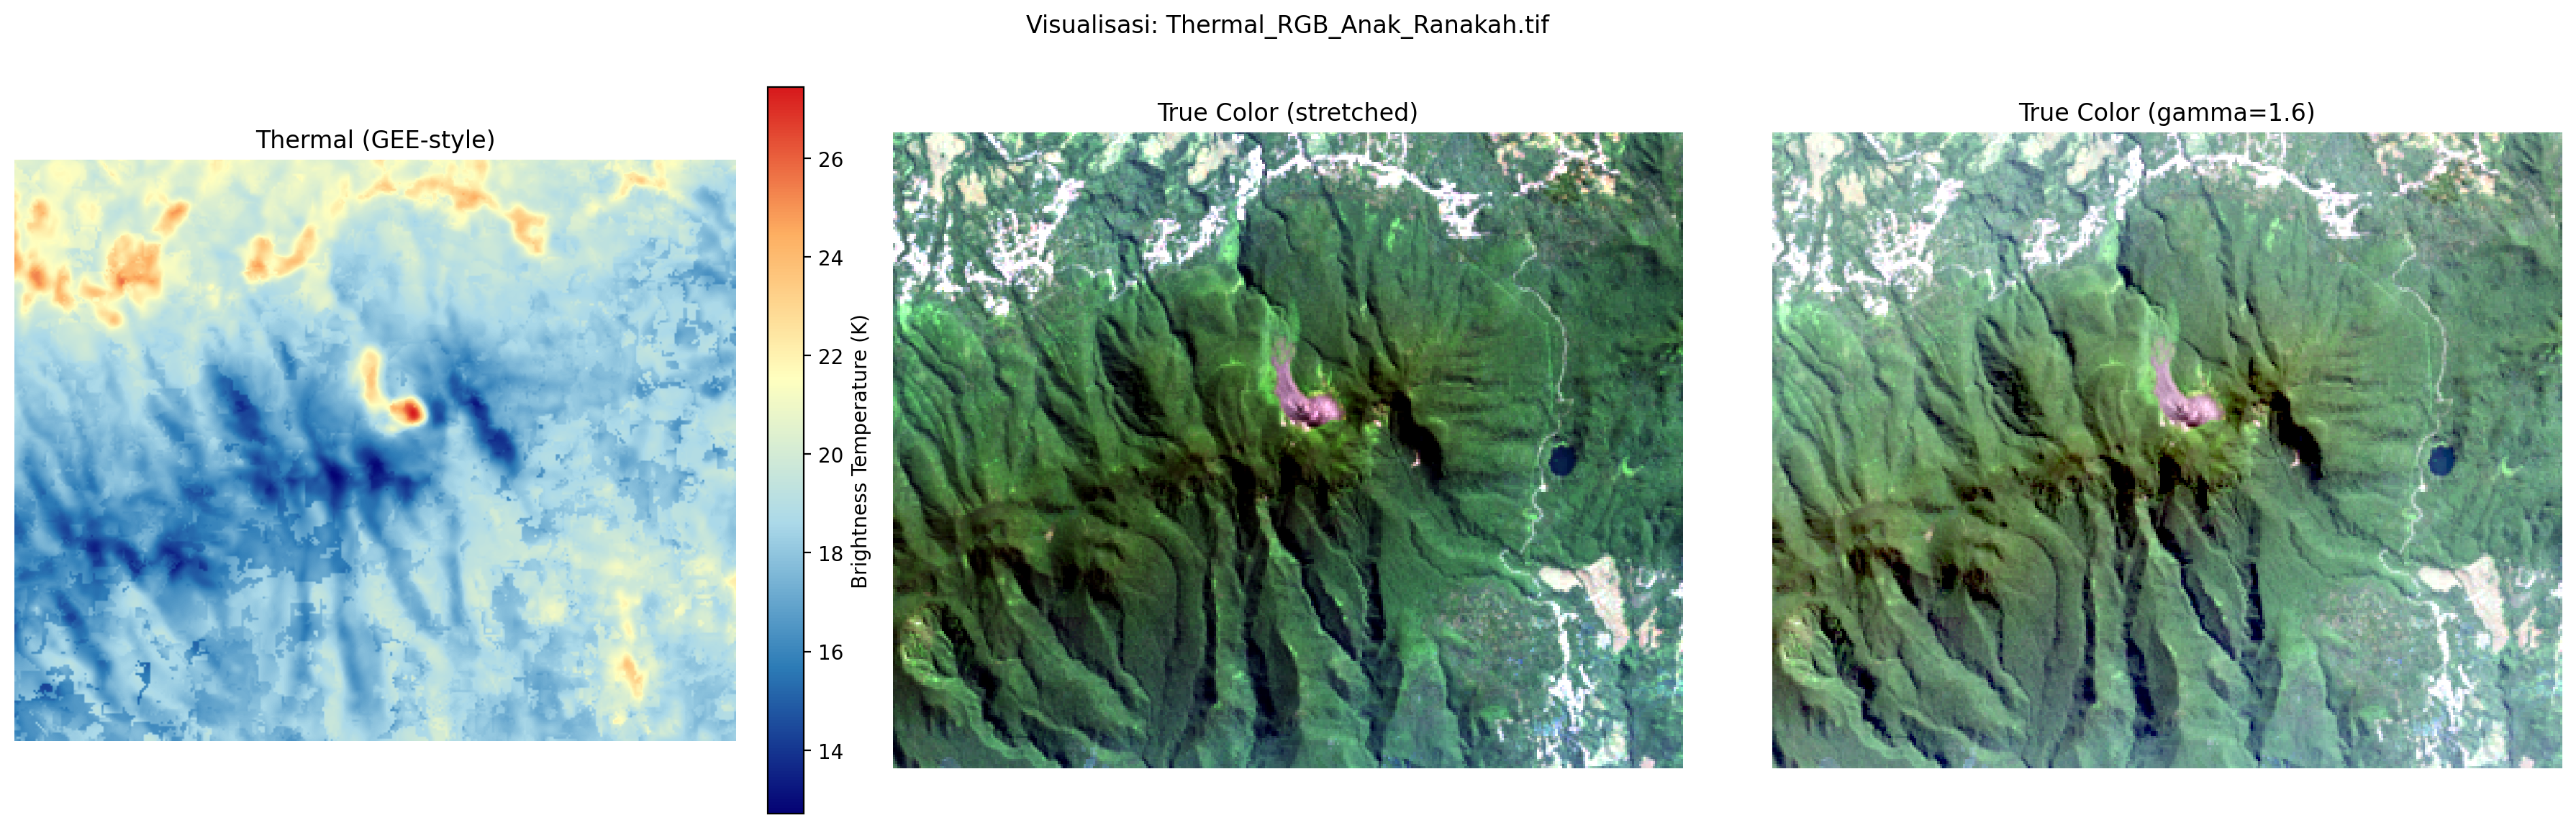 Visualisasi: Thermal_RGB_Anak_Ranakah.tif
Thermal (GEE-style)
26
24
22
20
18
16
14
Brightness Temperature (K)
True Color (stretched)
True Color (gamma=1.6)